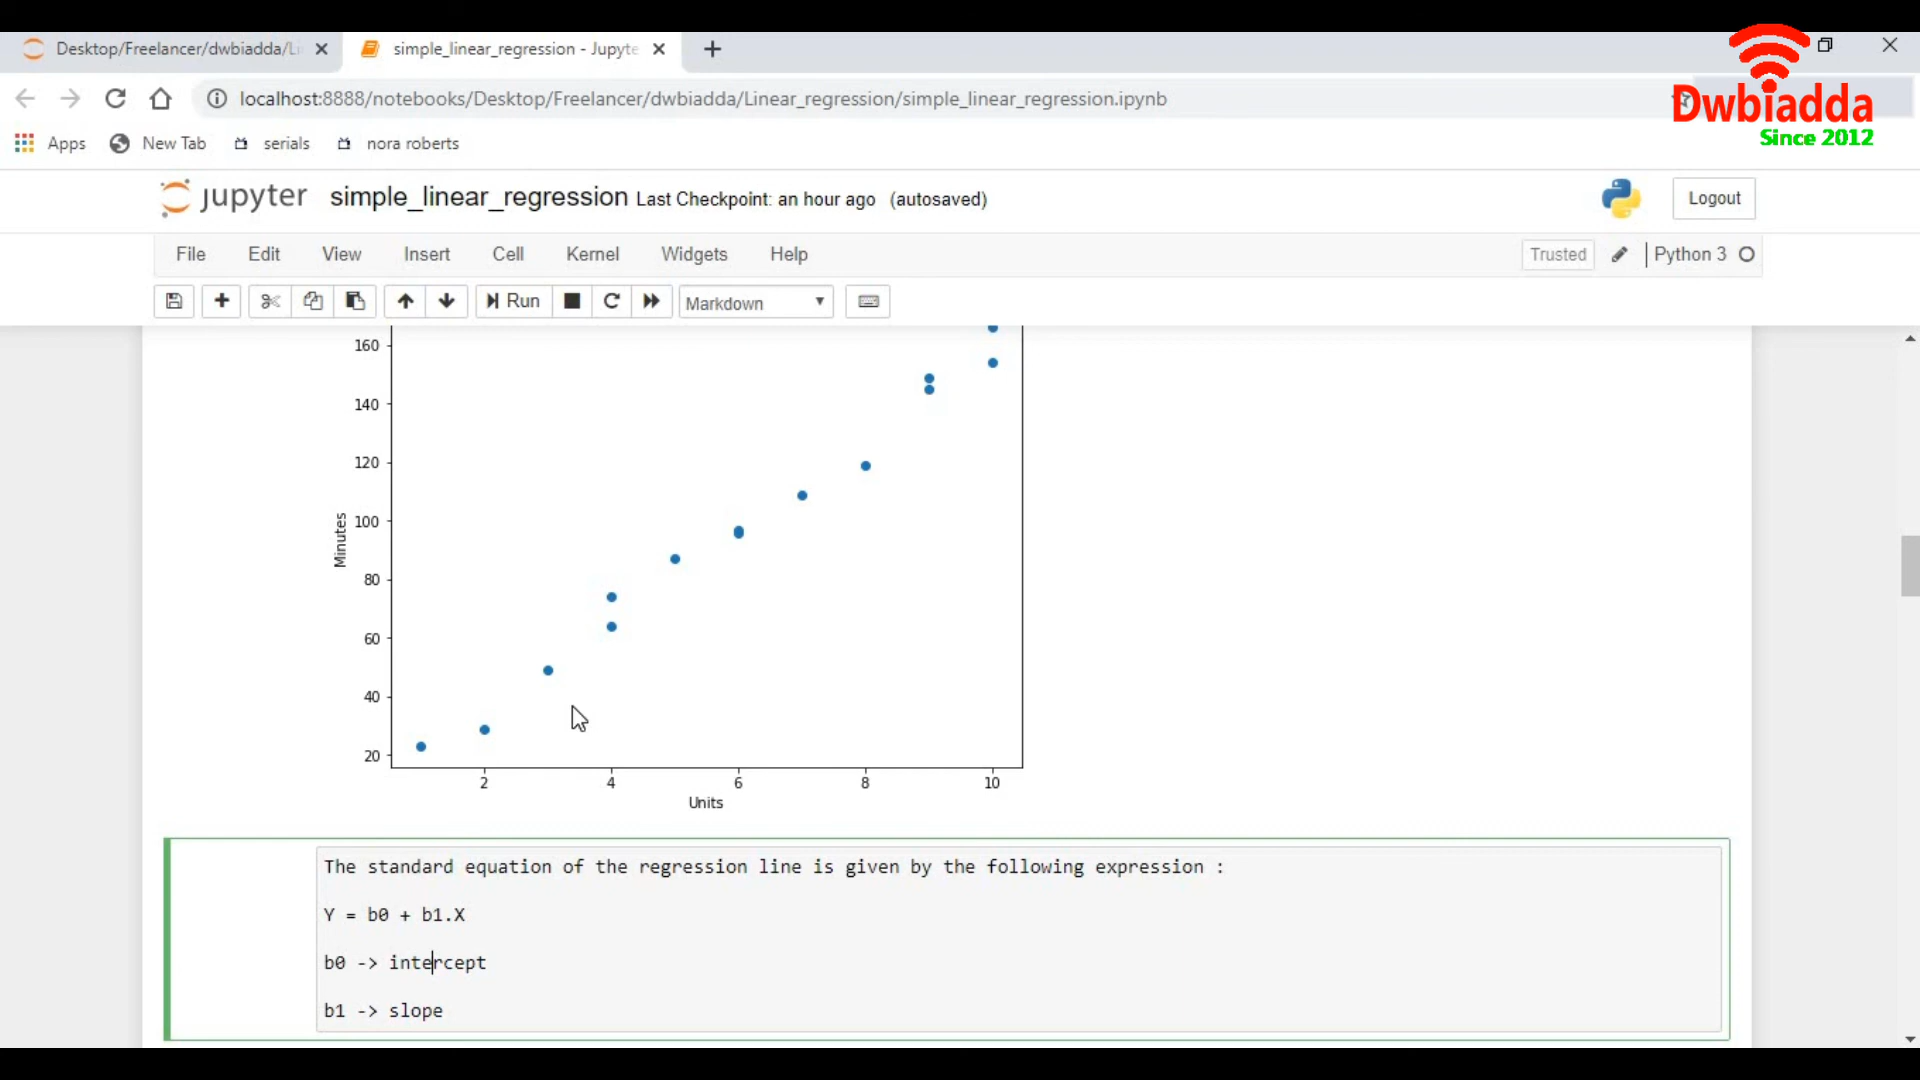 Desktop/Freelancer/dwbiadda/Li
simple_linear_regression - Jupyte
localhost:8888/notebooks/Desktop/Freelancer/dwbiadda/Linear_regression/simple_linear_regression.ipynb
Dwbiadda
Since 2012
Apps New Tab serials nora roberts
jupyter simple_linear_regression Last Checkpoint: an hour ago (autosaved) Logout
File Edit View Insert Cell Kernel Widgets Help Trusted Python 3
Run Markdown
160
140
120
100
80
60
40
20
Minutes
2 4 6 8 10
Units
The standard equation of the regression line is given by the following expression :
Y = b0 + b1.X
b0 -> intercept
b1 -> slope